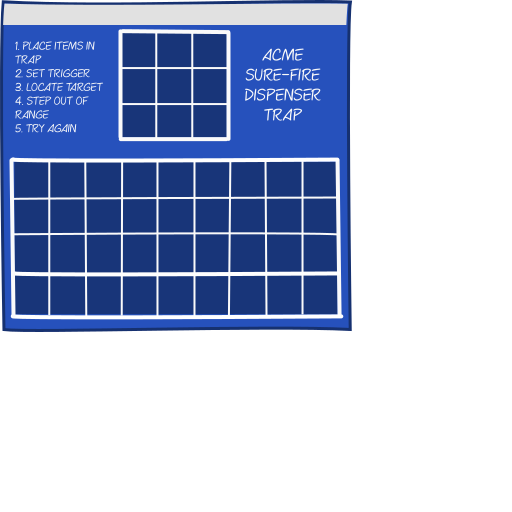 1. PLACE ITEMS IN
TRAP
2. SET TRIGGER
3. LOCATE TARGET
4. STEP OUT OF
RANGE
5. TRY AGAIN
ACME
SURE-FIRE
DISPENSER
TRAP